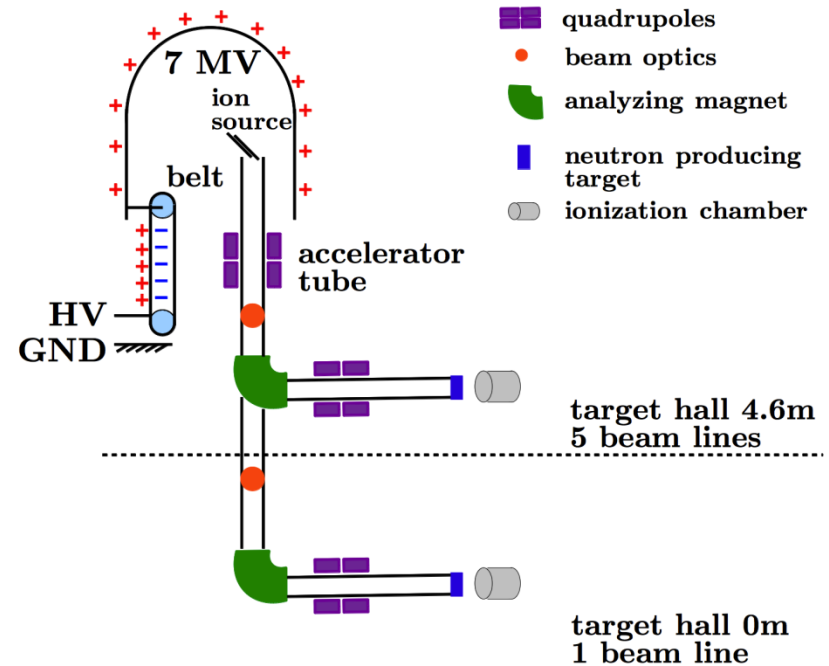 7 MV
ion
source
belt
accelerator
tube
HV
GND
quadrupoles
beam optics
analyzing magnet
neutron producing
target
ionization chamber
target hall 4.6m
5 beam lines
target hall 0m
1 beam line